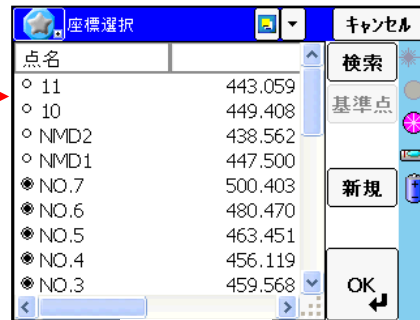 座標選択
キャンセル
点名
検索
11 443.059
10 449.408
基準点
NMD2 438.562
NMD1 447.500
NO.7 500.403
新規
NO.6 480.470
NO.5 463.451
NO.4 456.119
NO.3 459.568
OK